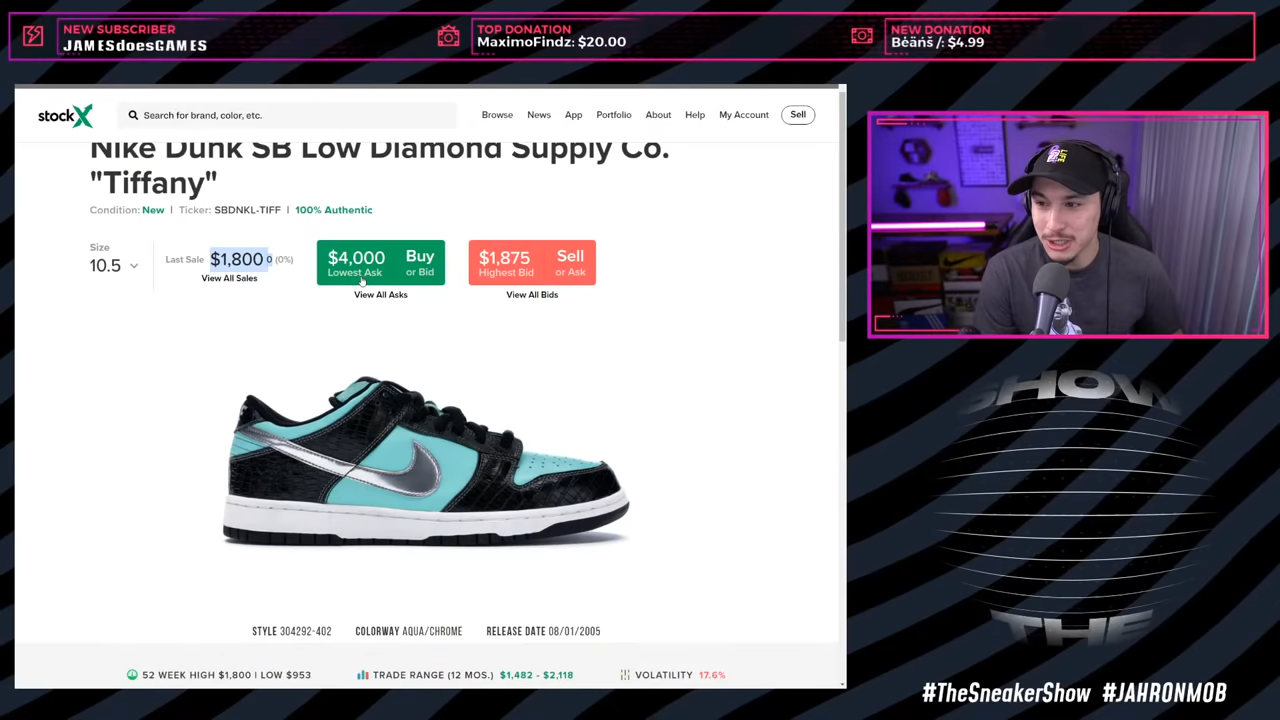 NEW SUBSCRIBER
JAMESdoesGAMES
TOP DONATION
MaximoFindz: $20.00
NEW DONATION
Bėäńš /: $4.99
stockX
Search for brand, color, etc.
Browse News App Portfolio About Help My Account Sell
Nike Dunk SB Low Diamond Supply Co.
"Tiffany"
Condition: New | Ticker: SBDNKL-TIFF | 100% Authentic
Size
10.5
Last Sale $1,800 0 (0%)
View All Sales
$4,000 Buy
Lowest Ask or Bid
View All Asks
$1,875 Sell
Highest Bid or Ask
View All Bids
STYLE 304292-402 COLORWAY AQUA/CHROME RELEASE DATE 08/01/2005
52 WEEK HIGH $1,800 | LOW $953 TRADE RANGE (12 MOS.) $1,482 - $2,118 VOLATILITY 17.6%
LIFE
SHOW
THE
#TheSneakerShow #JAHRONMOB